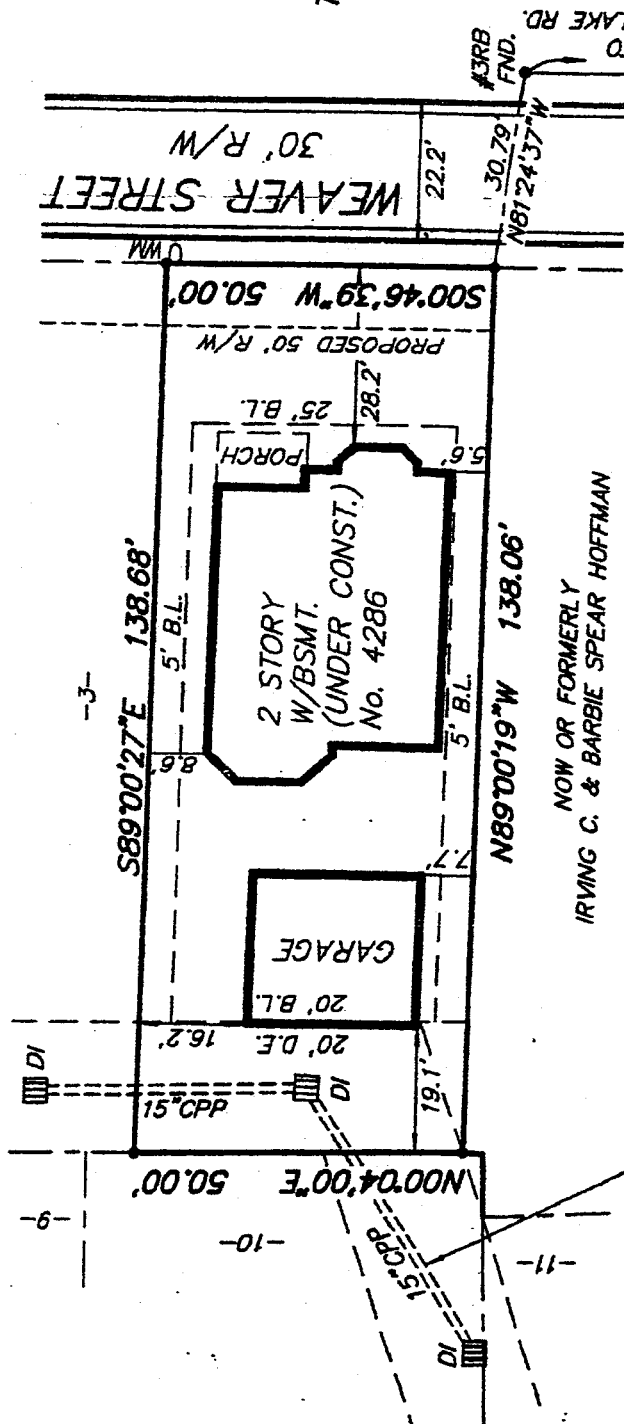 TO
LAKE RD.
#3RB
FND.
30' R/W
WEAVER STREET
22.2'
30.79'
N81°24'37"W
WM
S00°46'39"W 50.00'
PROPOSED 50' R/W
28.2'
25' B.L.
PORCH
5.6'
138.68'
S89°00'27"E
5' B.L.
-3-
2 STORY
W/BSMT.
(UNDER CONST.)
No. 4286
8.6'
5' B.L.
N89°00'19"W 138.06'
NOW OR FORMERLY
IRVING C. & BARBIE SPEAR HOFFMAN
7.7'
GARAGE
20' B.L.
20' D.E.
16.2'
19.1'
DI
15"CPP
DI
N00°04'00"E 50.00'
-9-
-10-
15"CPP
-11-
DI